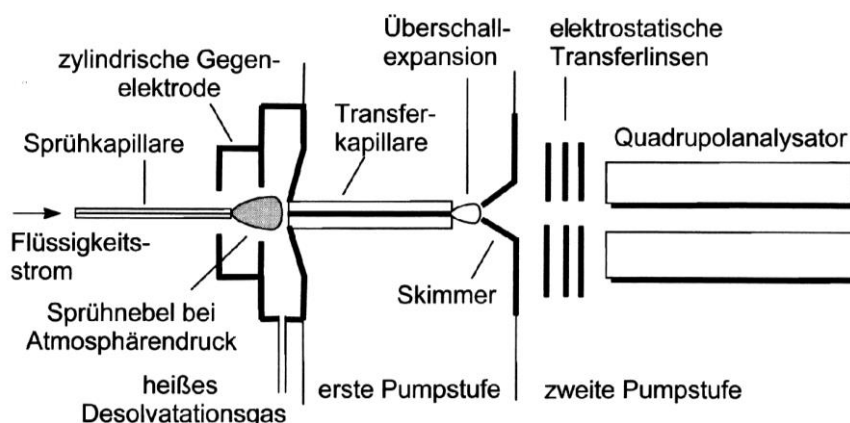 zylindrische Gegen-
elektrode
Überschall-
expansion
elektrostatische
Transferlinsen
Sprühkapillare
Transfer-
kapillare
Quadrupolanalysator
Flüssigkeits-
strom
Sprühnebel bei
Atmosphärendruck
Skimmer
heißes
Desolvatationsgas
erste Pumpstufe
zweite Pumpstufe